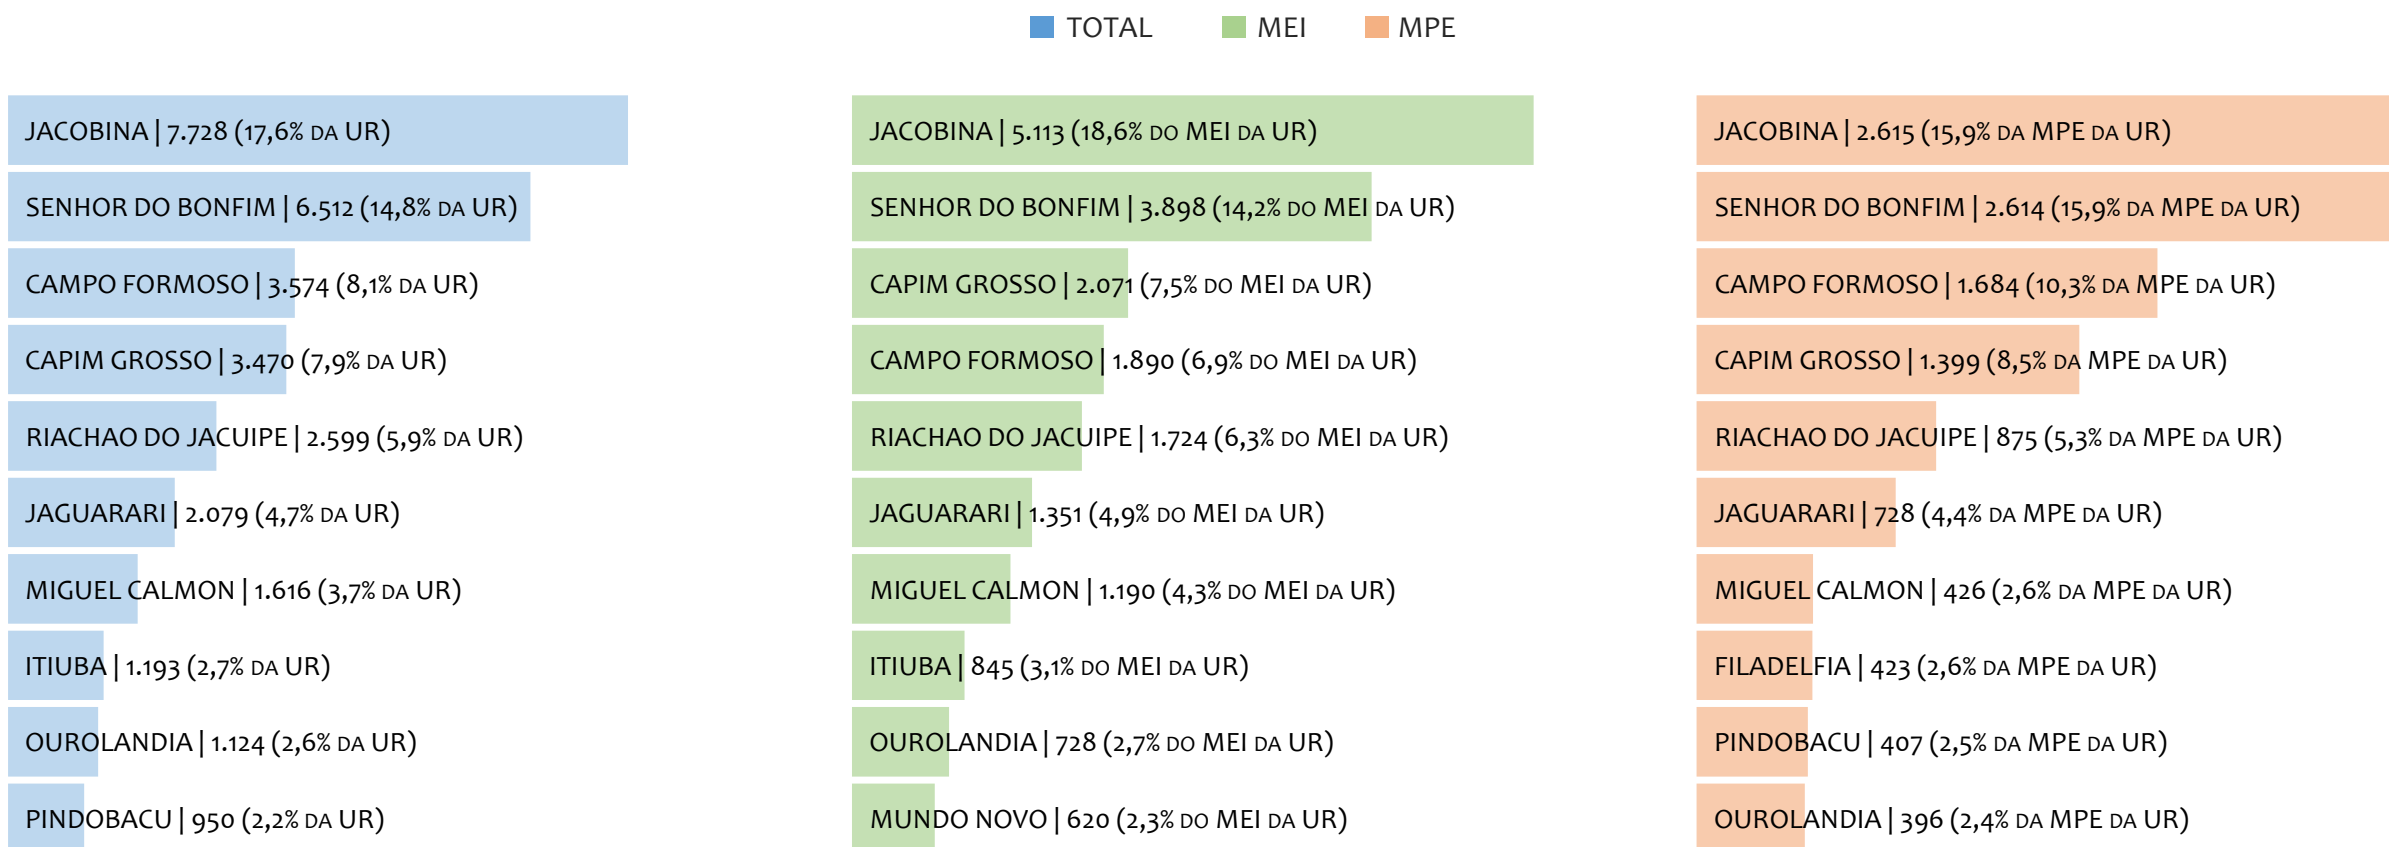 TOTAL MEI MPE
JACOBINA | 7.728 (17,6% DA UR)
SENHOR DO BONFIM | 6.512 (14,8% DA UR)
CAMPO FORMOSO | 3.574 (8,1% DA UR)
CAPIM GROSSO | 3.470 (7,9% DA UR)
RIACHAO DO JACUIPE | 2.599 (5,9% DA UR)
JAGUARARI | 2.079 (4,7% DA UR)
MIGUEL CALMON | 1.616 (3,7% DA UR)
ITIUBA | 1.193 (2,7% DA UR)
OUROLANDIA | 1.124 (2,6% DA UR)
PINDOBACU | 950 (2,2% DA UR)
JACOBINA | 5.113 (18,6% DO MEI DA UR)
SENHOR DO BONFIM | 3.898 (14,2% DO MEI DA UR)
CAPIM GROSSO | 2.071 (7,5% DO MEI DA UR)
CAMPO FORMOSO | 1.890 (6,9% DO MEI DA UR)
RIACHAO DO JACUIPE | 1.724 (6,3% DO MEI DA UR)
JAGUARARI | 1.351 (4,9% DO MEI DA UR)
MIGUEL CALMON | 1.190 (4,3% DO MEI DA UR)
ITIUBA | 845 (3,1% DO MEI DA UR)
OUROLANDIA | 728 (2,7% DO MEI DA UR)
MUNDO NOVO | 620 (2,3% DO MEI DA UR)
JACOBINA | 2.615 (15,9% DA MPE DA UR)
SENHOR DO BONFIM | 2.614 (15,9% DA MPE DA UR)
CAMPO FORMOSO | 1.684 (10,3% DA MPE DA UR)
CAPIM GROSSO | 1.399 (8,5% DA MPE DA UR)
RIACHAO DO JACUIPE | 875 (5,3% DA MPE DA UR)
JAGUARARI | 728 (4,4% DA MPE DA UR)
MIGUEL CALMON | 426 (2,6% DA MPE DA UR)
FILADELFIA | 423 (2,6% DA MPE DA UR)
PINDOBACU | 407 (2,5% DA MPE DA UR)
OUROLANDIA | 396 (2,4% DA MPE DA UR)